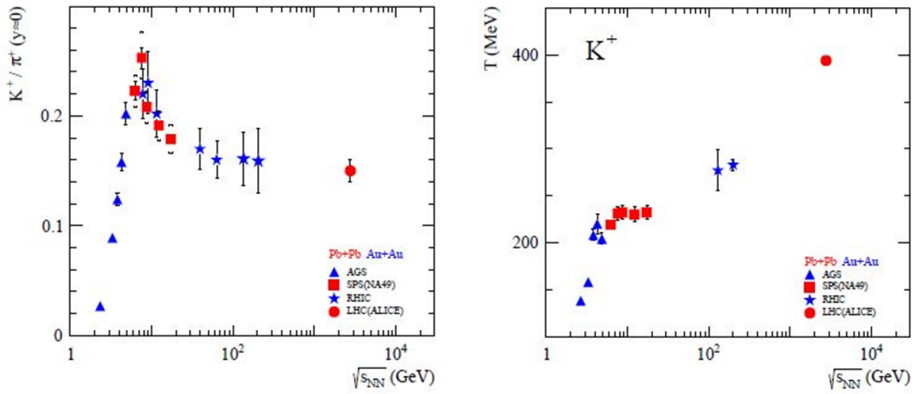 K⁺ / π⁺ (y≈0)
0.2
0.1
0
1
10
10²
10⁴
√sNN (GeV)
Pb+Pb Au+Au
AGS
SPS(NA49)
RHIC
LHC(ALICE)
T (MeV)
K⁺
400
200
1
10
10²
10⁴
√sNN (GeV)
Pb+Pb Au+Au
AGS
SPS(NA49)
RHIC
LHC(ALICE)